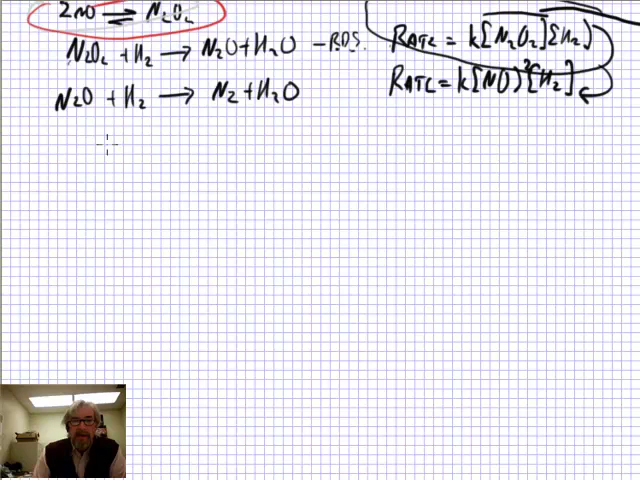 2NO ⇌ N₂O₂
N₂O₂ + H₂ → N₂O + H₂O – RDS.
N₂O + H₂ → N₂ + H₂O
RATE = k[N₂O₂][H₂]
RATE = k[NO]²[H₂]